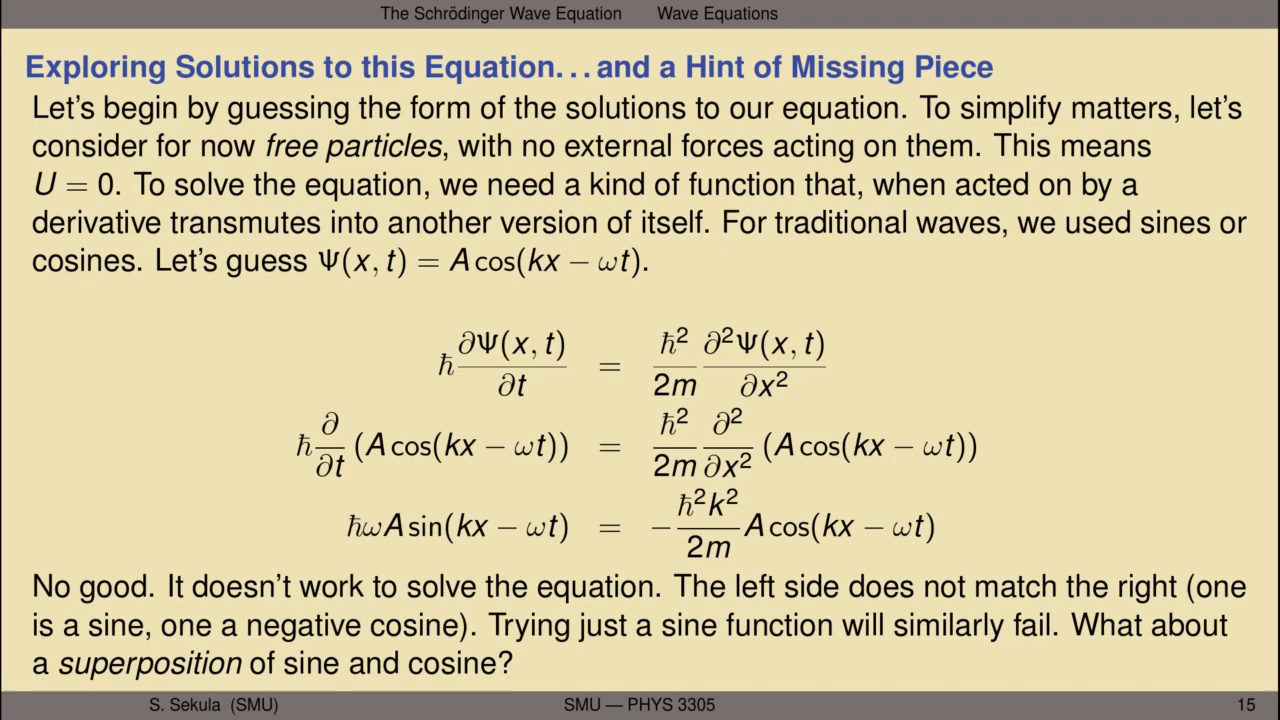 The Schrödinger Wave Equation Wave Equations
Exploring Solutions to this Equation. . . and a Hint of Missing Piece
Let's begin by guessing the form of the solutions to our equation. To simplify matters, let's
consider for now free particles, with no external forces acting on them. This means
U = 0. To solve the equation, we need a kind of function that, when acted on by a
derivative transmutes into another version of itself. For traditional waves, we used sines or
cosines. Let's guess Ψ(x, t) = A cos(kx − ωt).
ℏ ∂Ψ(x, t)/∂t = ℏ²/2m ∂²Ψ(x, t)/∂x²
ℏ ∂/∂t (A cos(kx − ωt)) = ℏ²/2m ∂²/∂x² (A cos(kx − ωt))
ℏωA sin(kx − ωt) = −ℏ²k²/2m A cos(kx − ωt)
No good. It doesn't work to solve the equation. The left side does not match the right (one
is a sine, one a negative cosine). Trying just a sine function will similarly fail. What about
a superposition of sine and cosine?
S. Sekula (SMU) SMU — PHYS 3305 15